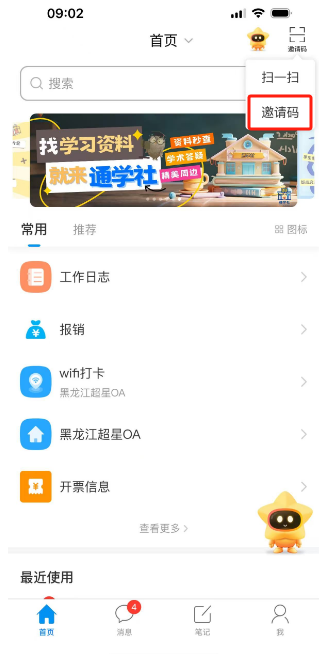 09:02
首页
邀请码
扫一扫
搜索
邀请码
找学习资料
就来通学社
资料秒查
学术答疑
精美周边
常用
推荐
图标
工作日志
报销
wifi打卡
黑龙江超星OA
黑龙江超星OA
开票信息
查看更多
最近使用
4
首页
消息
笔记
我